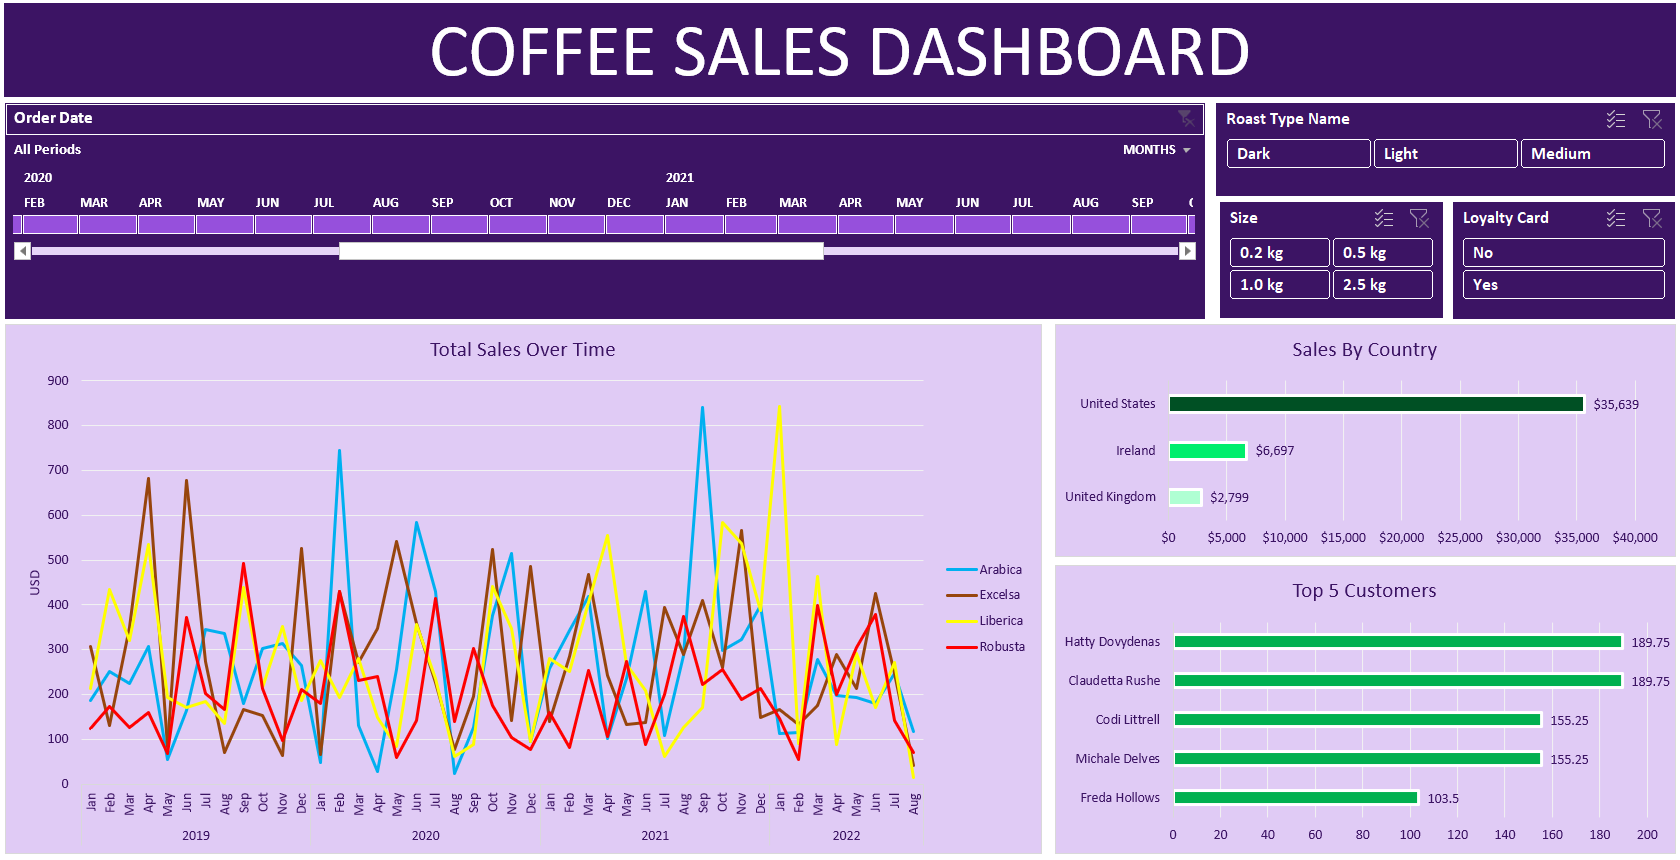 COFFEE SALES DASHBOARD
Order Date
All Periods
MONTHS
2020 2021
FEB MAR APR MAY JUN JUL AUG SEP OCT NOV DEC JAN FEB MAR APR MAY JUN JUL AUG SEP
Roast Type Name
Dark Light Medium
Size
0.2 kg 0.5 kg
1.0 kg 2.5 kg
Loyalty Card
No
Yes
Total Sales Over Time
900
800
700
600
500
400
300
200
100
0
USD
Jan Feb Mar Apr May Jun Jul Aug Sep Oct Nov Dec Jan Feb Mar Apr May Jun Jul Aug Sep Oct Nov Dec Jan Feb Mar Apr May Jun Jul Aug Sep Oct Nov Dec Jan Feb Mar Apr May Jun Jul Aug
2019 2020 2021 2022
Arabica
Excelsa
Liberica
Robusta
Sales By Country
United States $35,639
Ireland $6,697
United Kingdom $2,799
$0 $5,000 $10,000 $15,000 $20,000 $25,000 $30,000 $35,000 $40,000
Top 5 Customers
Hatty Dovydenas 189.75
Claudetta Rushe 189.75
Codi Littrell 155.25
Michale Delves 155.25
Freda Hollows 103.5
0 20 40 60 80 100 120 140 160 180 200